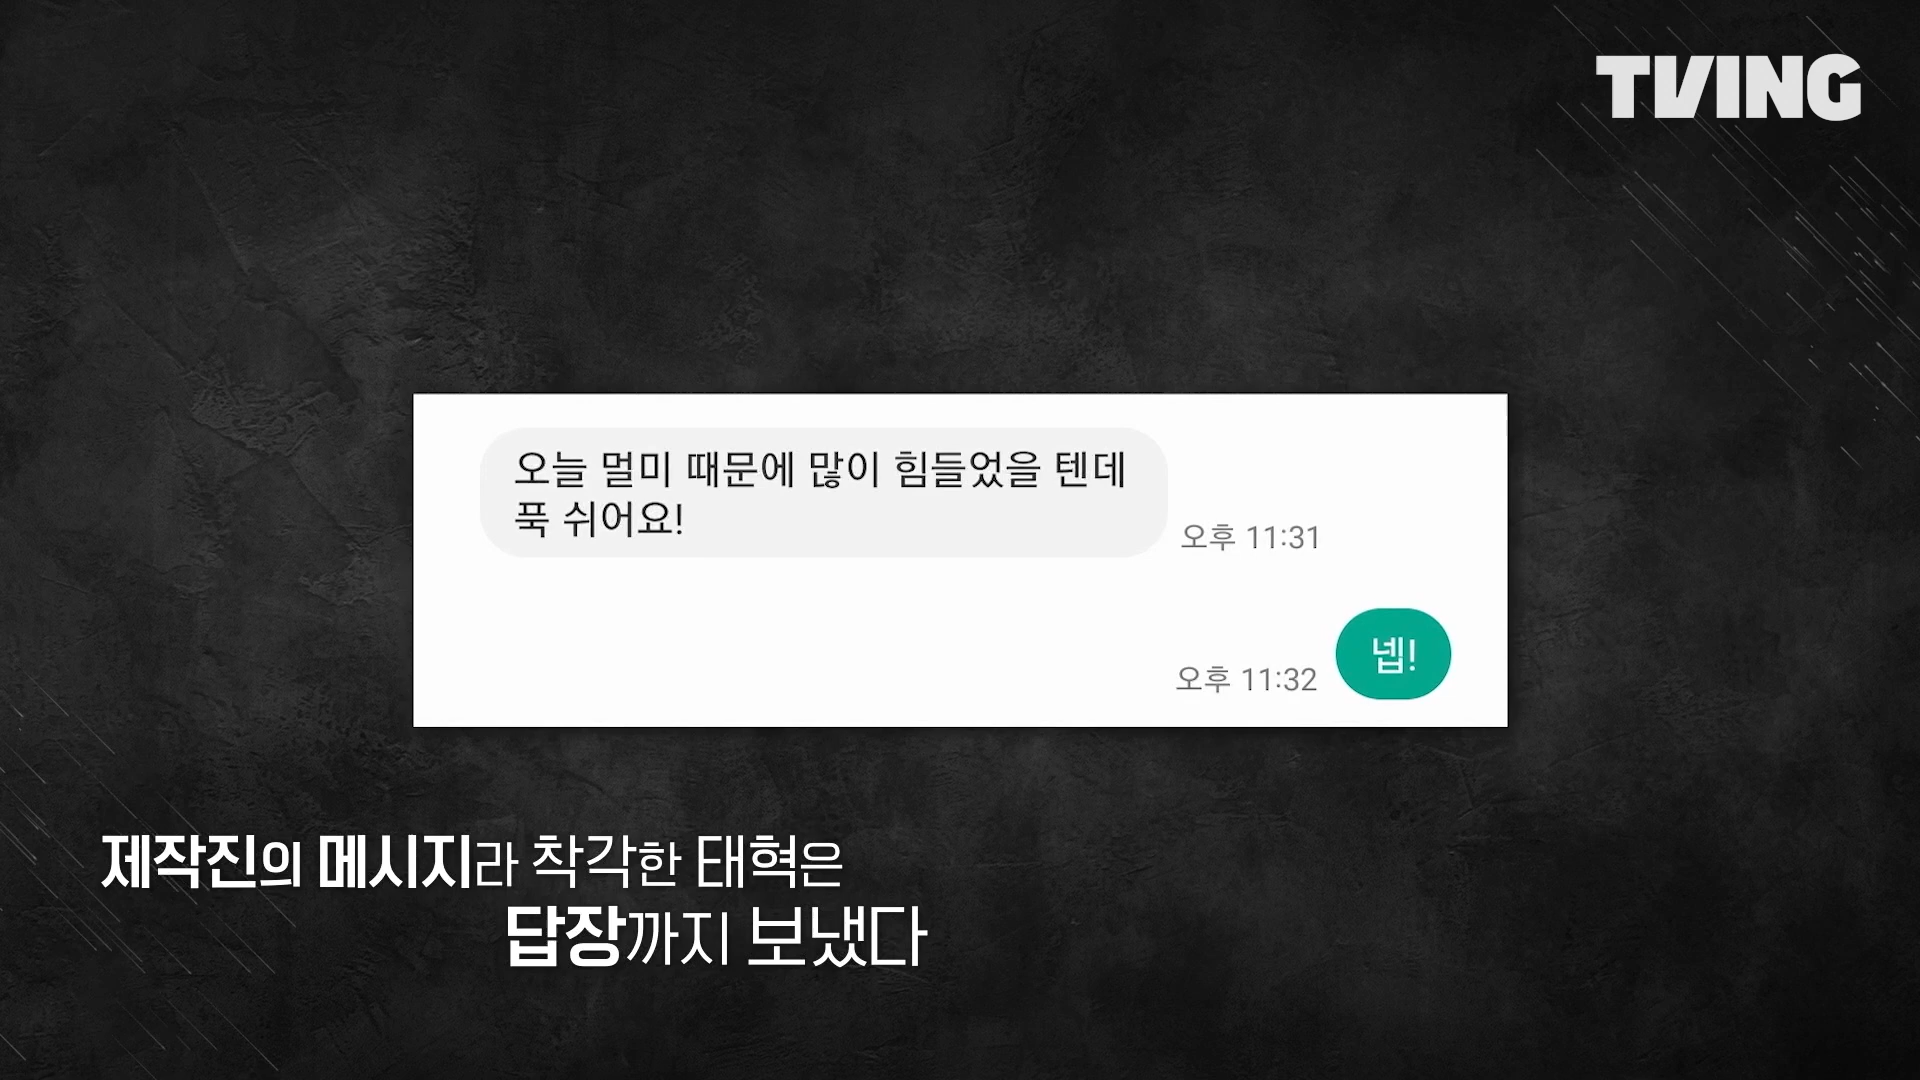 TVING
오늘 멀미 때문에 많이 힘들었을 텐데
푹 쉬어요!
오후 11:31
오후 11:32
넵!
제작진의 메시지라 착각한 태혁은
답장까지 보냈다